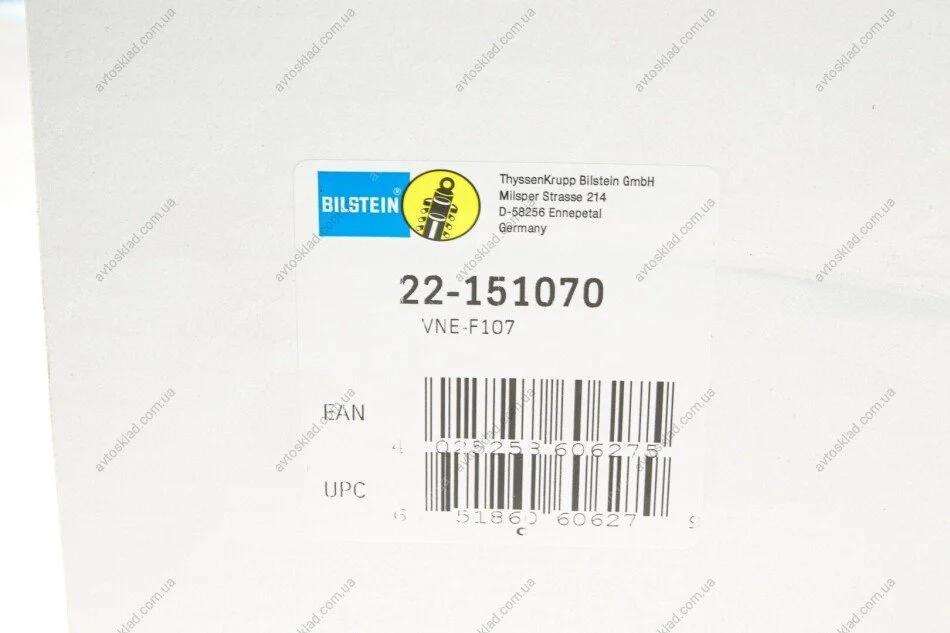 BILSTEIN®
ThyssenKrupp Bilstein GmbH
Milsper Strasse 214
D-58256 Ennepetal
Germany
22-151070
VNE-F107
EAN
4 025258 606275
UPC
6 51860 60627 9
avtosklad.com.ua